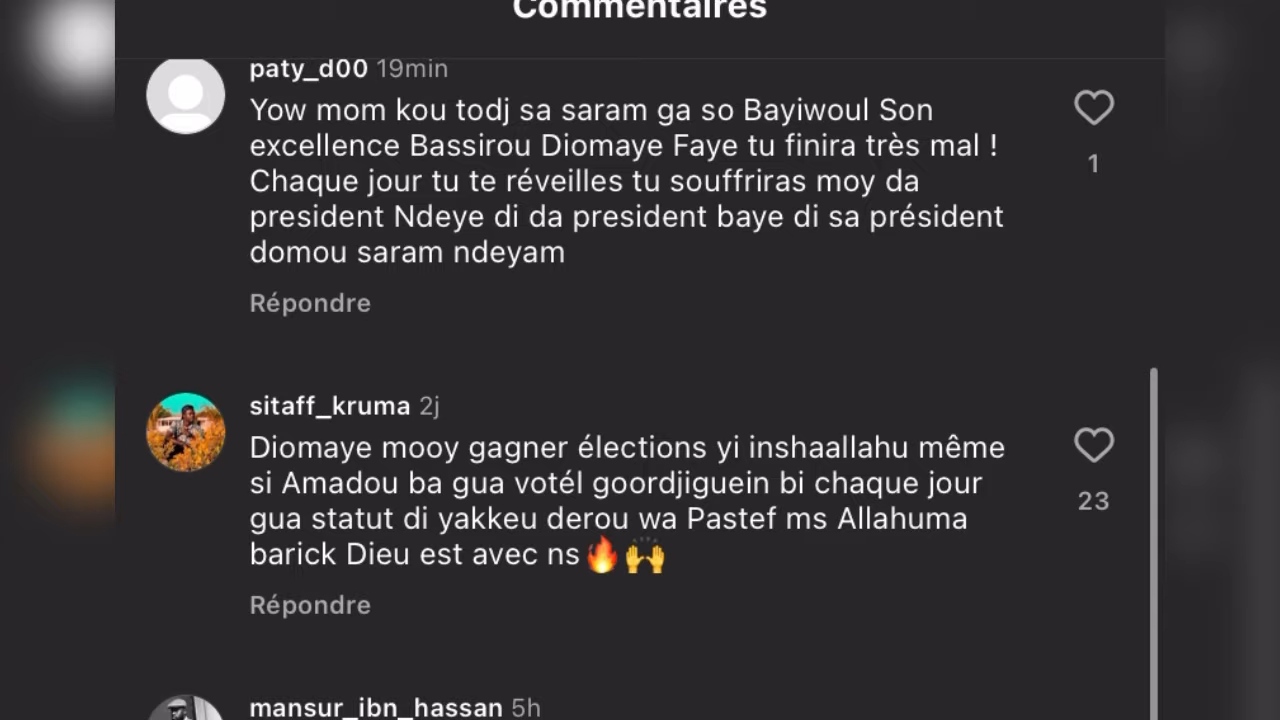 Commentaires
paty_d00 19min
Yow mom kou todj sa saram ga so Bayiwoul Son
excellence Bassirou Diomaye Faye tu finira très mal !
Chaque jour tu te réveilles tu souffriras moy da
president Ndeye di da president baye di sa président
domou saram ndeyam
1
Répondre
sitaff_kruma 2j
Diomaye mooy gagner élections yi inshaallahu même
si Amadou ba gua votél goordjiguein bi chaque jour
gua statut di yakkeu derou wa Pastef ms Allahuma
barick Dieu est avec ns🔥🙌
23
Répondre
mansur_ibn_hassan 5h